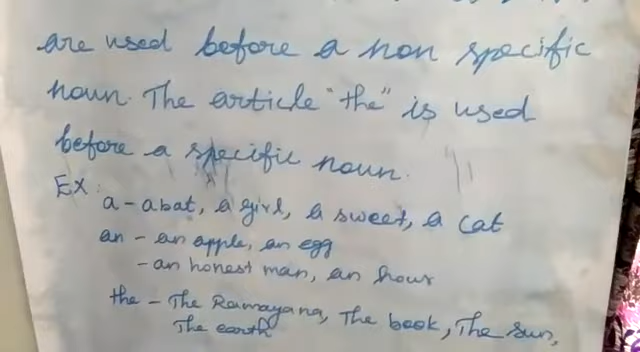 are used before a non specific
noun. The article "the" is used
before a specific noun.
Ex:
a - a bat, a girl, a sweet, a cat
an - an apple, an egg
- an honest man, an hour
the - The Ramayana, The book, The sun,
The earth